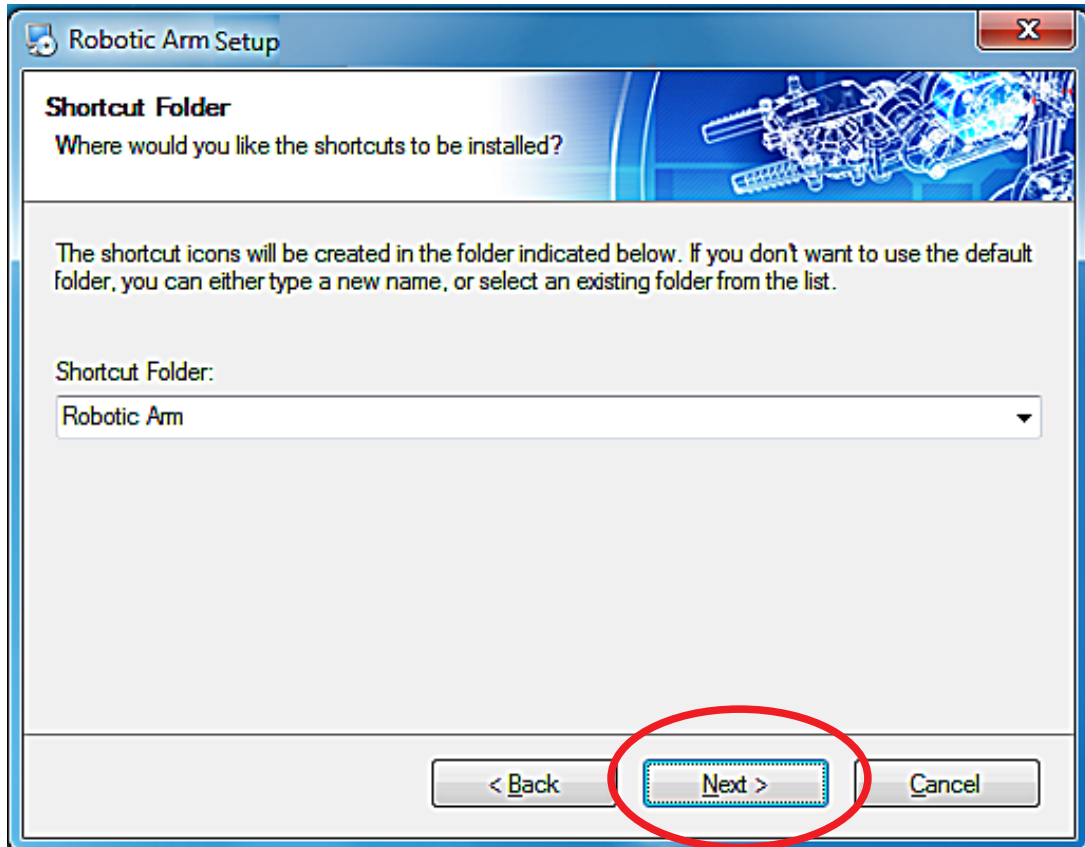 Robotic Arm Setup
Shortcut Folder
Where would you like the shortcuts to be installed?
The shortcut icons will be created in the folder indicated below. If you don't want to use the default
folder, you can either type a new name, or select an existing folder from the list.
Shortcut Folder:
Robotic Arm
< Back
Next >
Cancel